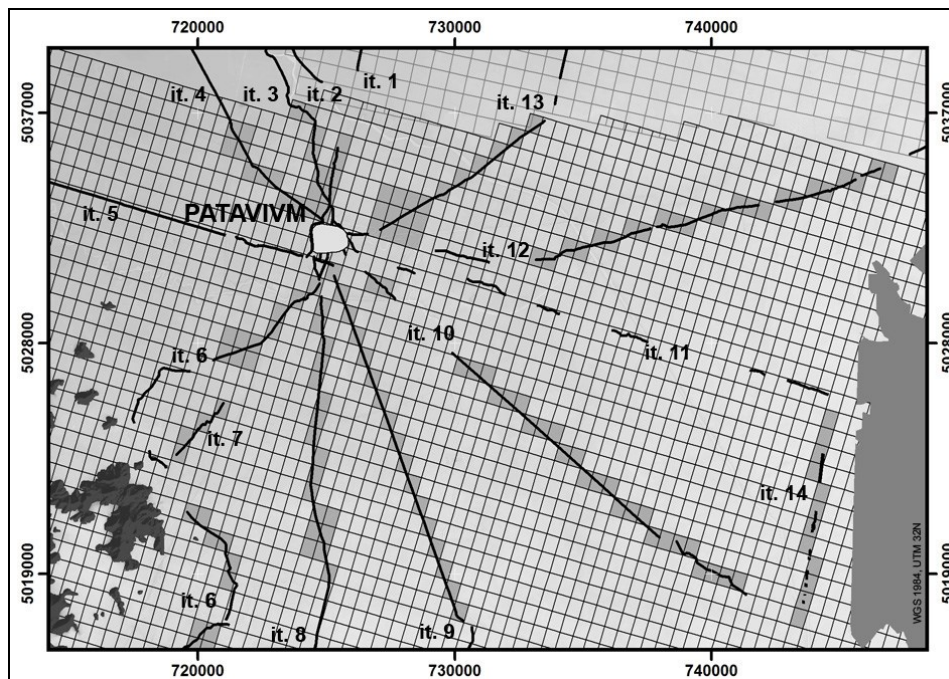 720000 730000 740000
it. 1
it. 4 it. 3 it. 2
5037000 it. 13 5037000
PATAVIVM
it. 5
it. 12
it. 10
5028000 5028000
it. 6 it. 11
it. 7
it. 14
WGS 1984, UTM 32N
5019000 5019000
it. 6
it. 8 it. 9
720000 730000 740000